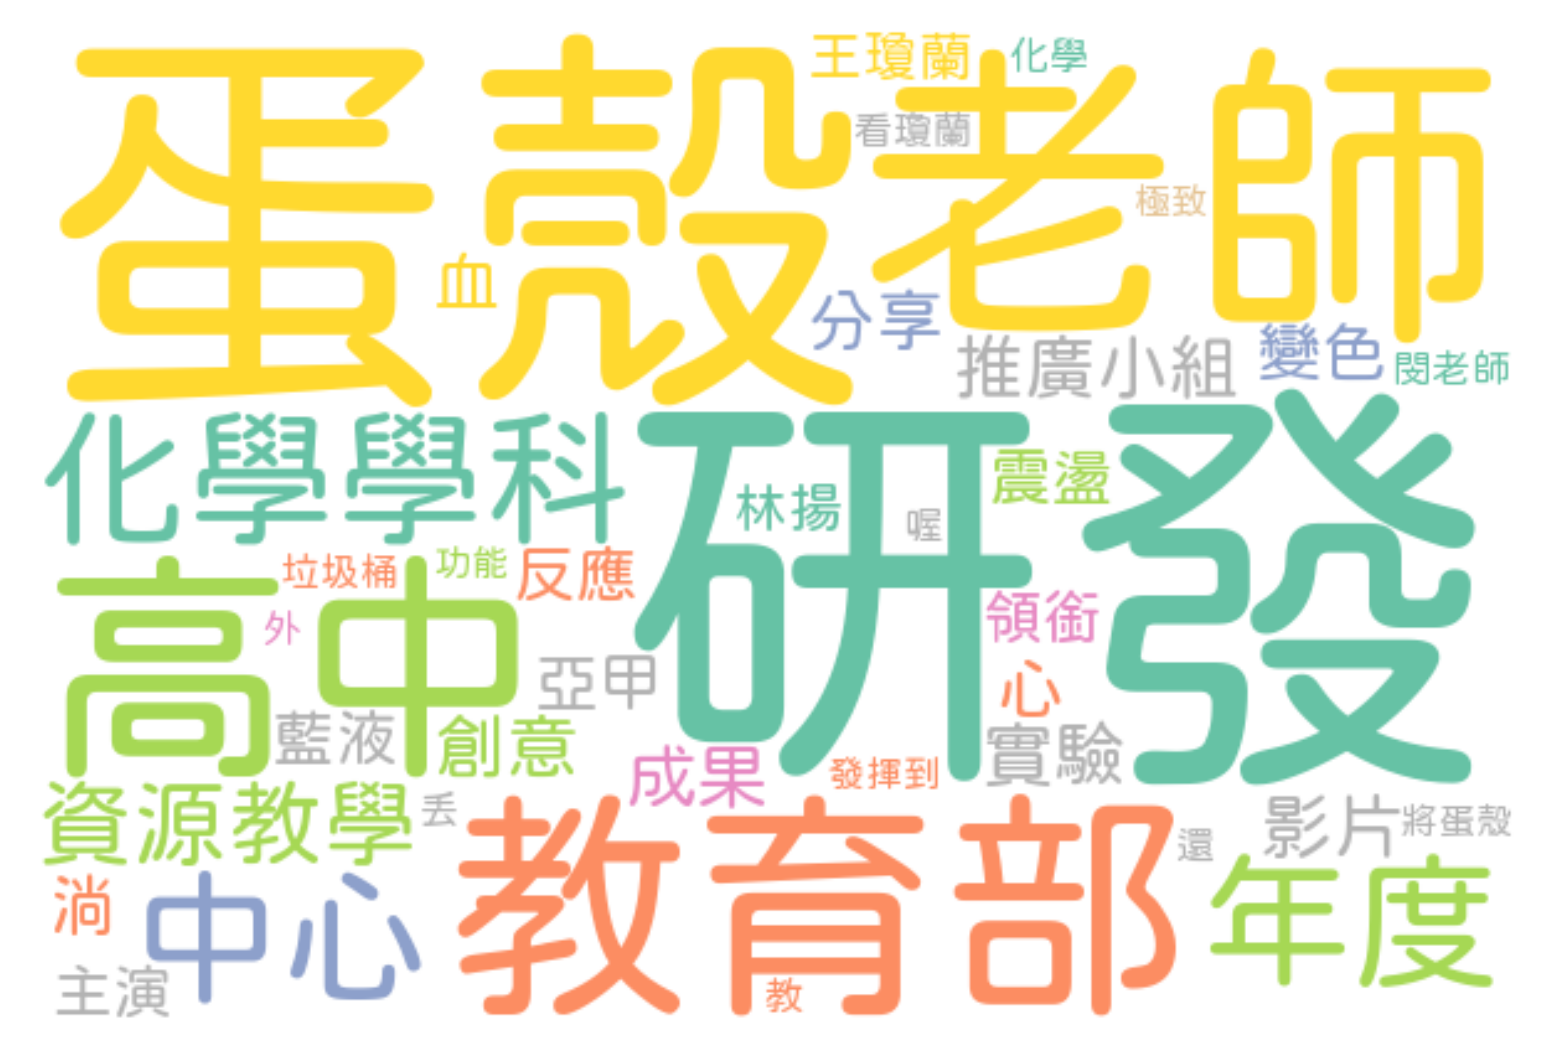 蛋殼老師
王瓊蘭
化學
看瓊蘭
極致
血
分享
推廣小組
變色
閔老師
化學學科
研發
林揚
喔
震盪
高中
垃圾桶
功能
反應
外
領銜
亞甲
心
藍液
創意
成果
發揮到
實驗
資源教學
丟
教育部
還
影片
將蛋殼
淌
中心
年度
主演
教